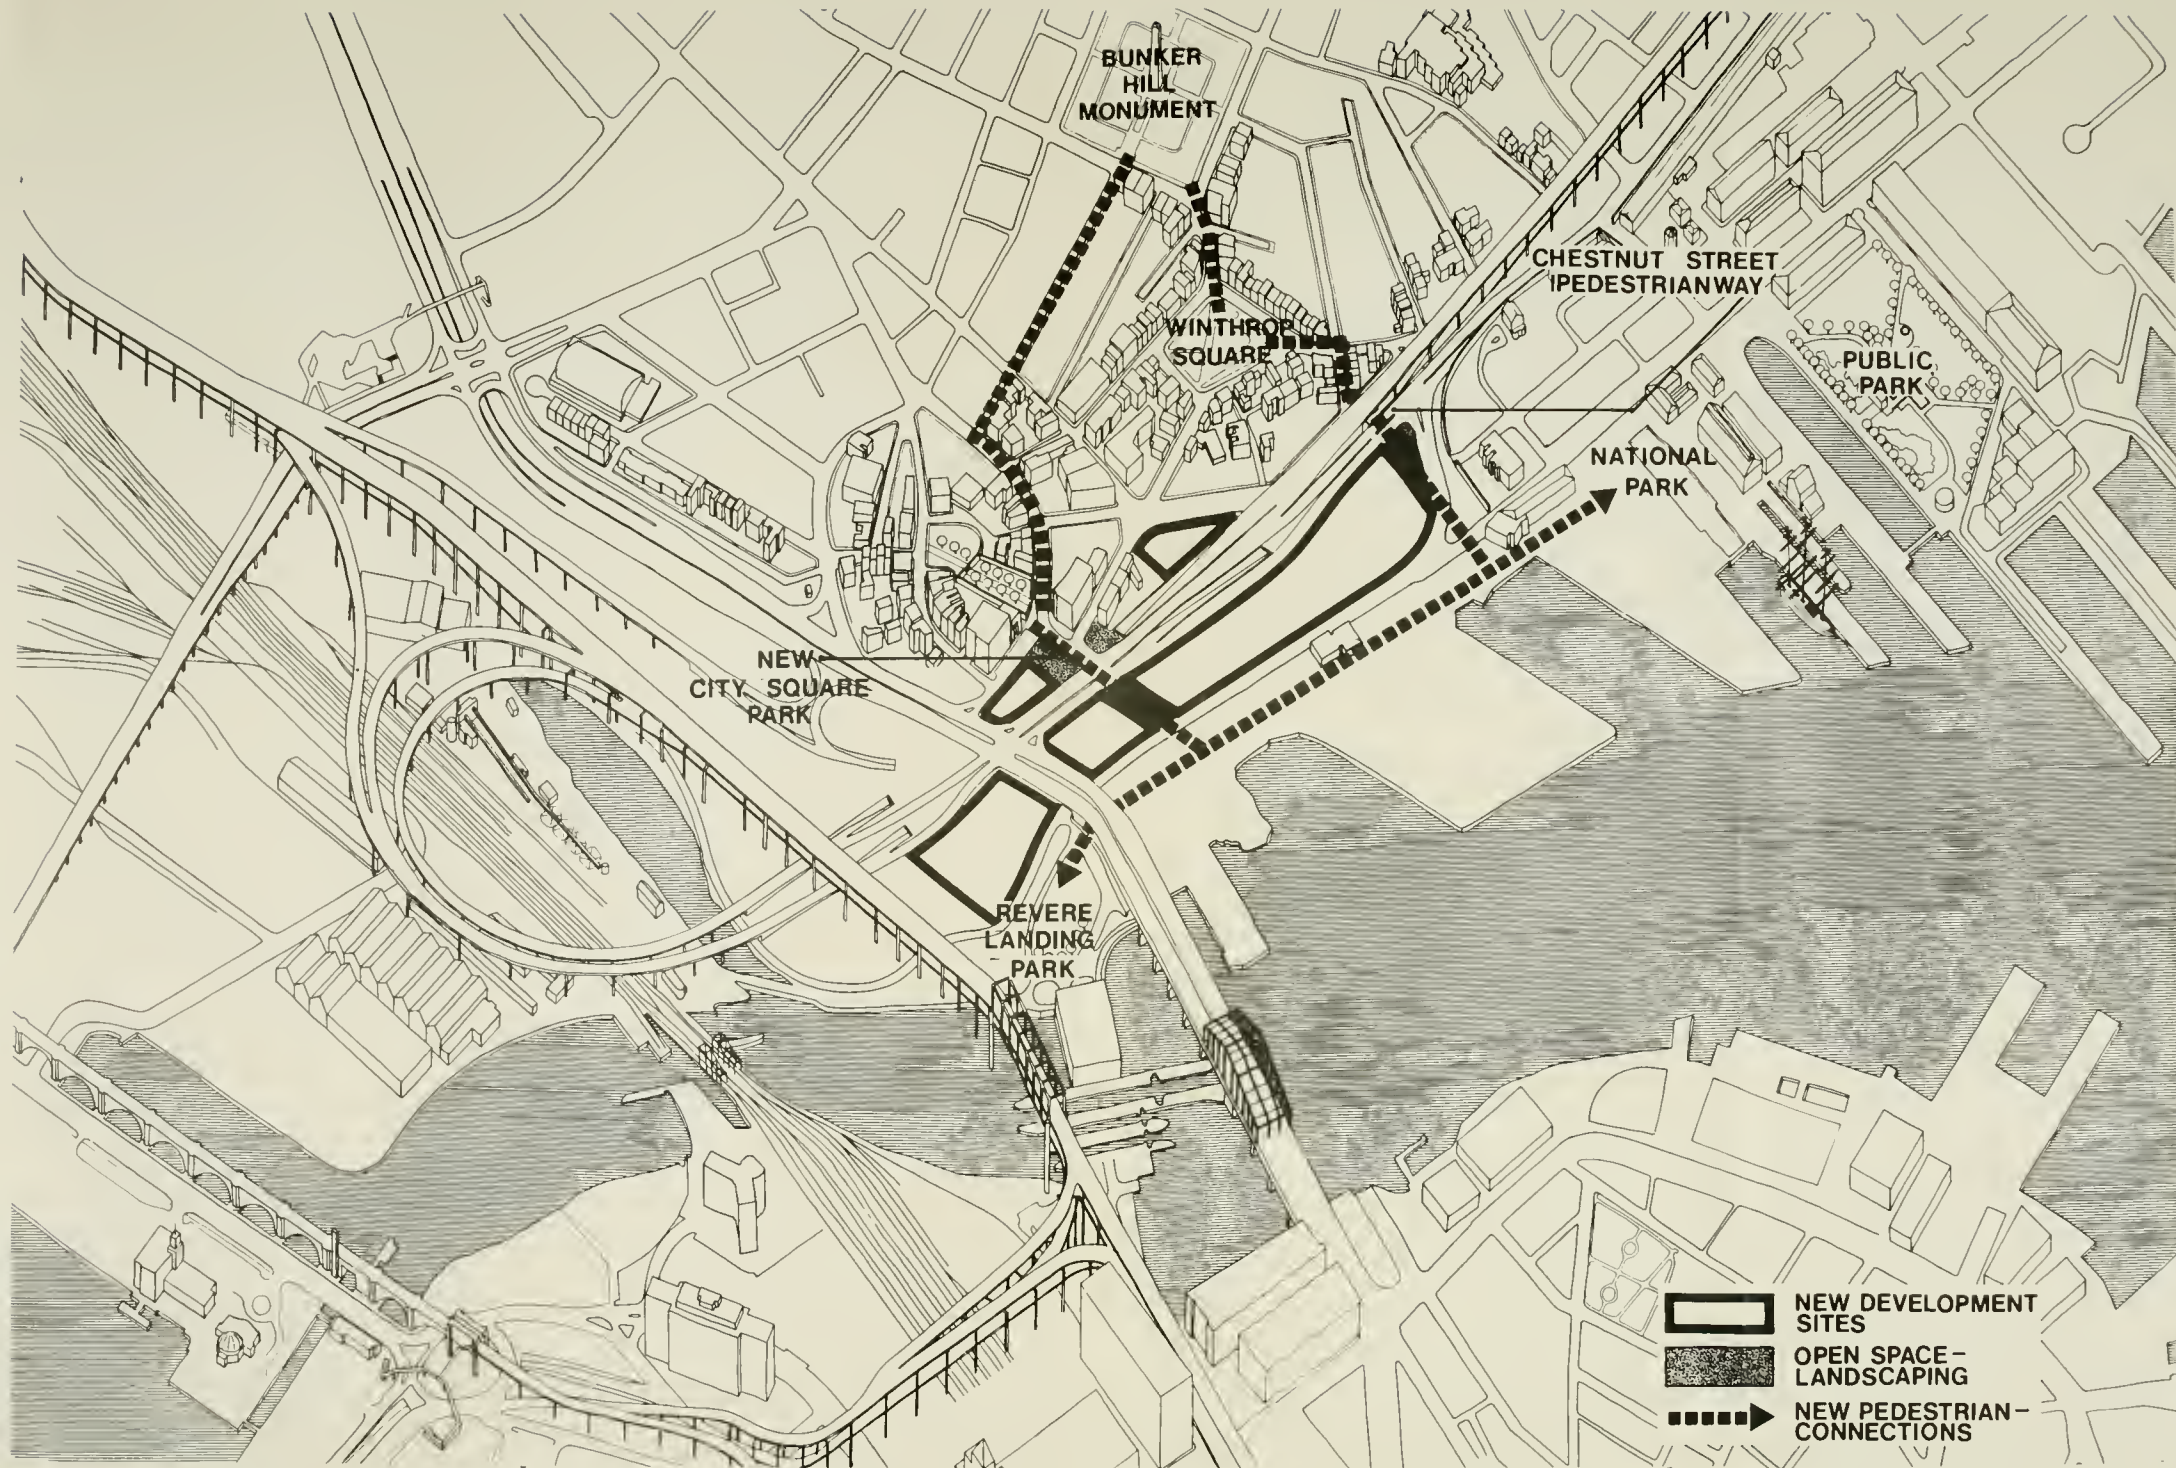 BUNKER
HILL
MONUMENT
CHESTNUT STREET
PEDESTRIANWAY
WINTHROP
SQUARE
PUBLIC
PARK
NATIONAL
PARK
NEW
CITY SQUARE
PARK
REVERE
LANDING
PARK
NEW DEVELOPMENT
SITES
OPEN SPACE–
LANDSCAPING
NEW PEDESTRIAN–
CONNECTIONS